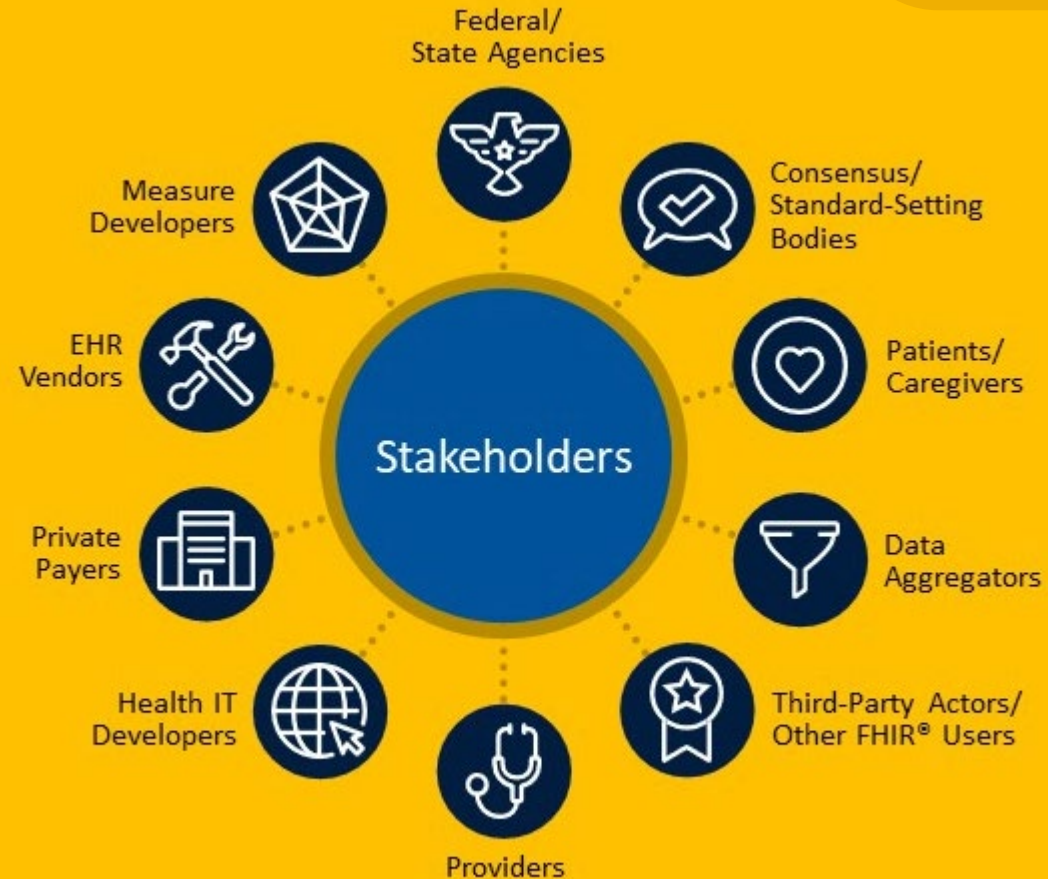 Federal/
State Agencies
Measure
Developers
Consensus/
Standard-Setting
Bodies
EHR
Vendors
Patients/
Caregivers
Stakeholders
Private
Payers
Data
Aggregators
Health IT
Developers
Third-Party Actors/
Other FHIR® Users
Providers